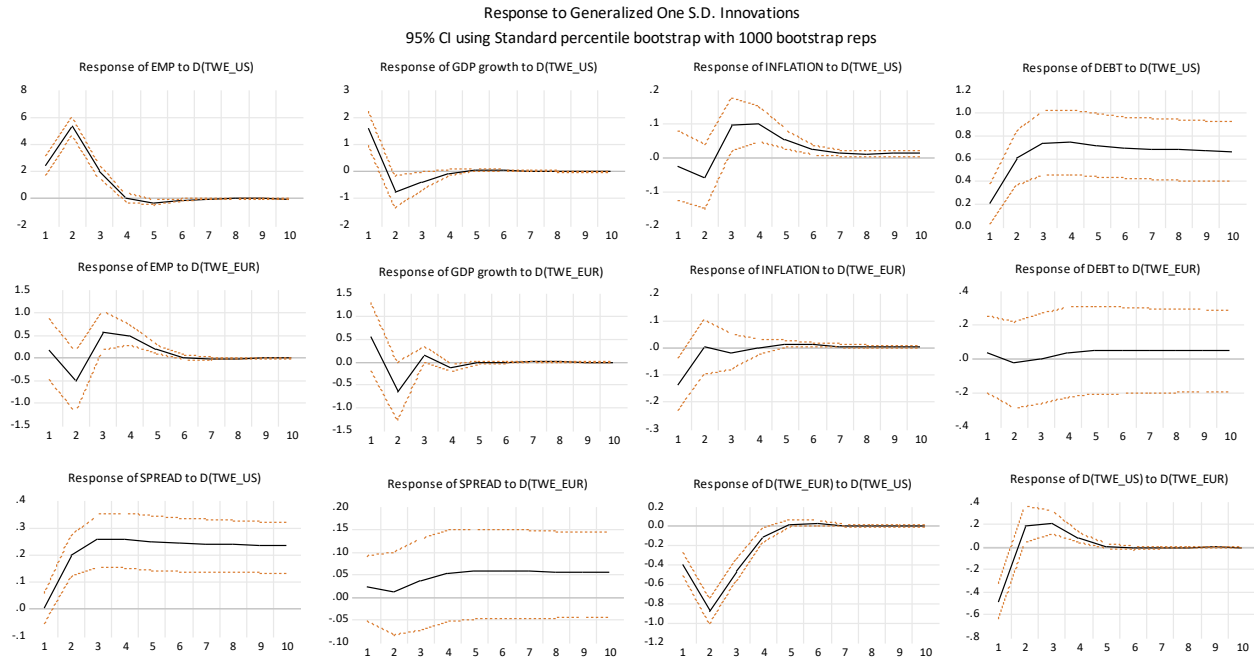 Response to Generalized One S.D. Innovations
95% CI using Standard percentile bootstrap with 1000 bootstrap reps
Response of EMP to D(TWE_US)
8
6
4
2
0
-2
1 2 3 4 5 6 7 8 9 10
Response of GDP growth to D(TWE_US)
3
2
1
0
-1
-2
1 2 3 4 5 6 7 8 9 10
Response of INFLATION to D(TWE_US)
.2
.1
.0
-.1
-.2
1 2 3 4 5 6 7 8 9 10
Response of DEBT to D(TWE_US)
1.2
1.0
0.8
0.6
0.4
0.2
0.0
1 2 3 4 5 6 7 8 9 10
Response of EMP to D(TWE_EUR)
1.5
1.0
0.5
0.0
-0.5
-1.0
-1.5
1 2 3 4 5 6 7 8 9 10
Response of GDP growth to D(TWE_EUR)
1.5
1.0
0.5
0.0
-0.5
-1.0
-1.5
1 2 3 4 5 6 7 8 9 10
Response of INFLATION to D(TWE_EUR)
.2
.1
.0
-.1
-.2
-.3
1 2 3 4 5 6 7 8 9 10
Response of DEBT to D(TWE_EUR)
.4
.2
.0
-.2
-.4
1 2 3 4 5 6 7 8 9 10
Response of SPREAD to D(TWE_US)
.4
.3
.2
.1
.0
-.1
1 2 3 4 5 6 7 8 9 10
Response of SPREAD to D(TWE_EUR)
.20
.15
.10
.05
.00
-.05
-.10
1 2 3 4 5 6 7 8 9 10
Response of D(TWE_EUR) to D(TWE_US)
0.2
0.0
-0.2
-0.4
-0.6
-0.8
-1.0
-1.2
1 2 3 4 5 6 7 8 9 10
Response of D(TWE_US) to D(TWE_EUR)
.4
.2
.0
-.2
-.4
-.6
-.8
1 2 3 4 5 6 7 8 9 10